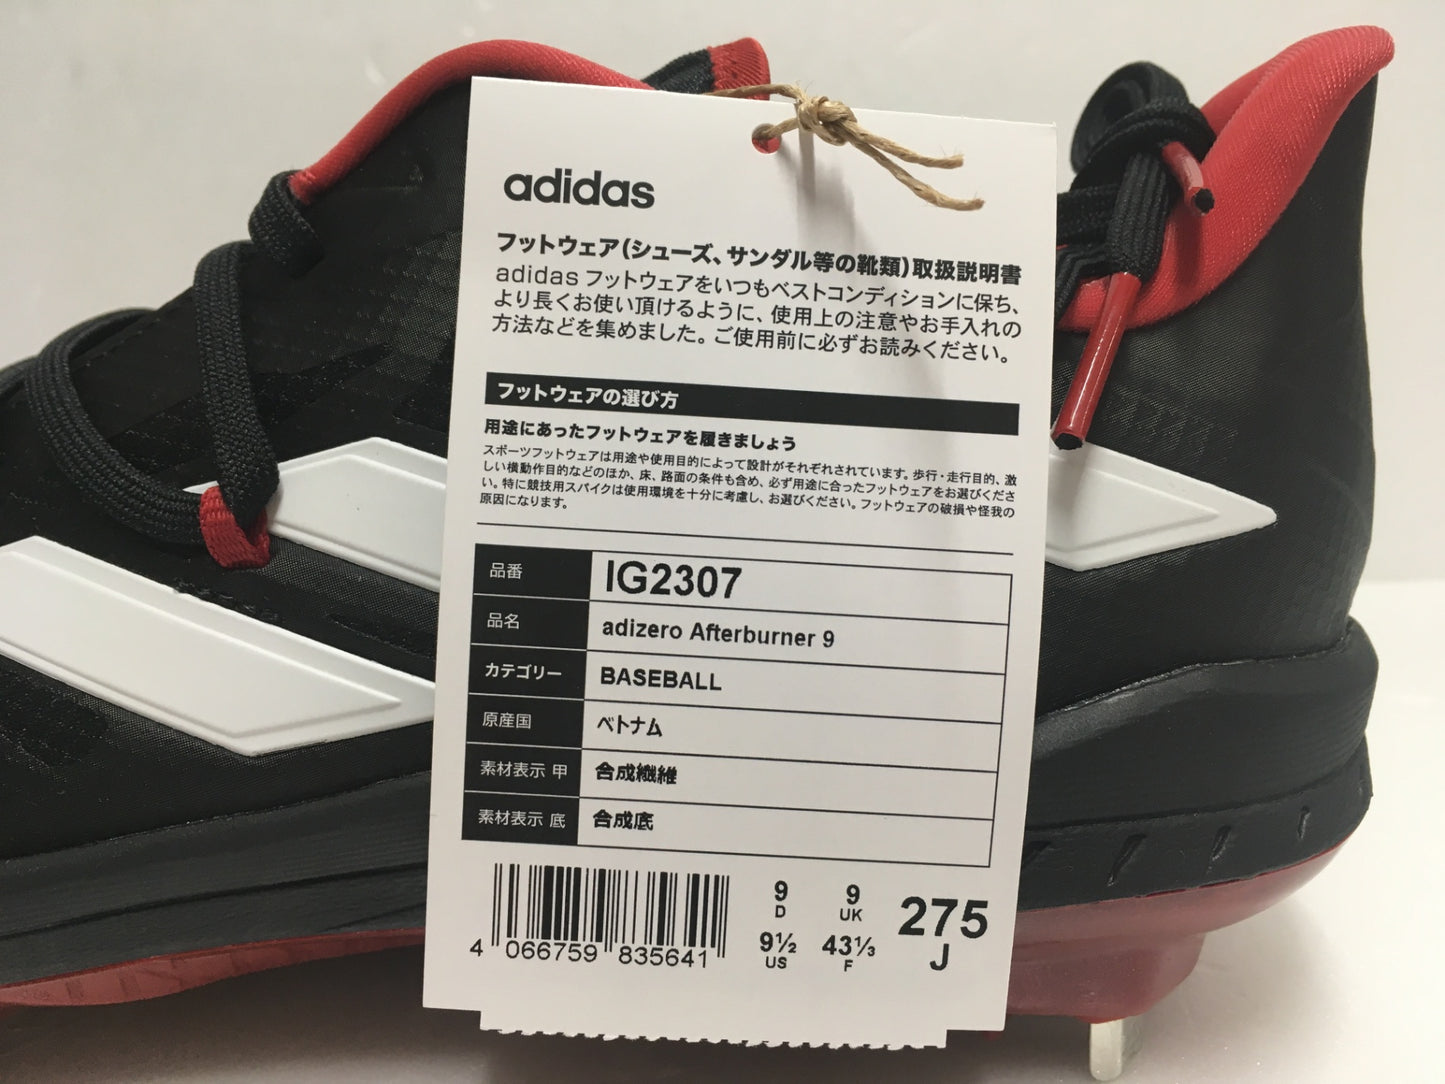 adidas
フットウェア(シューズ、サンダル等の靴類)取扱説明書
adidas フットウェアをいつもベストコンディションに保ち、
より長くお使い頂けるように、使用上の注意やお手入れの
方法などを集めました。ご使用前に必ずお読みください。
フットウェアの選び方
用途にあったフットウェアを履きましょう
スポーツフットウェアは用途や使用目的によって設計がそれぞれされています。歩行・走行目的、激
しい横動作目的などのほか、床、路面の条件も含め、必ず用途に合ったフットウェアをお選びくださ
い。特に競技用スパイクは使用環境を十分に考慮し、お選びください。フットウェアの破損や怪我の
原因になります。
品番 IG2307
品名 adizero Afterburner 9
カテゴリー BASEBALL
原産国 ベトナム
素材表示 甲 合成繊維
素材表示 底 合成底
4 066759 835641
9 D 9 UK 275 J
9½ US 43⅓ F